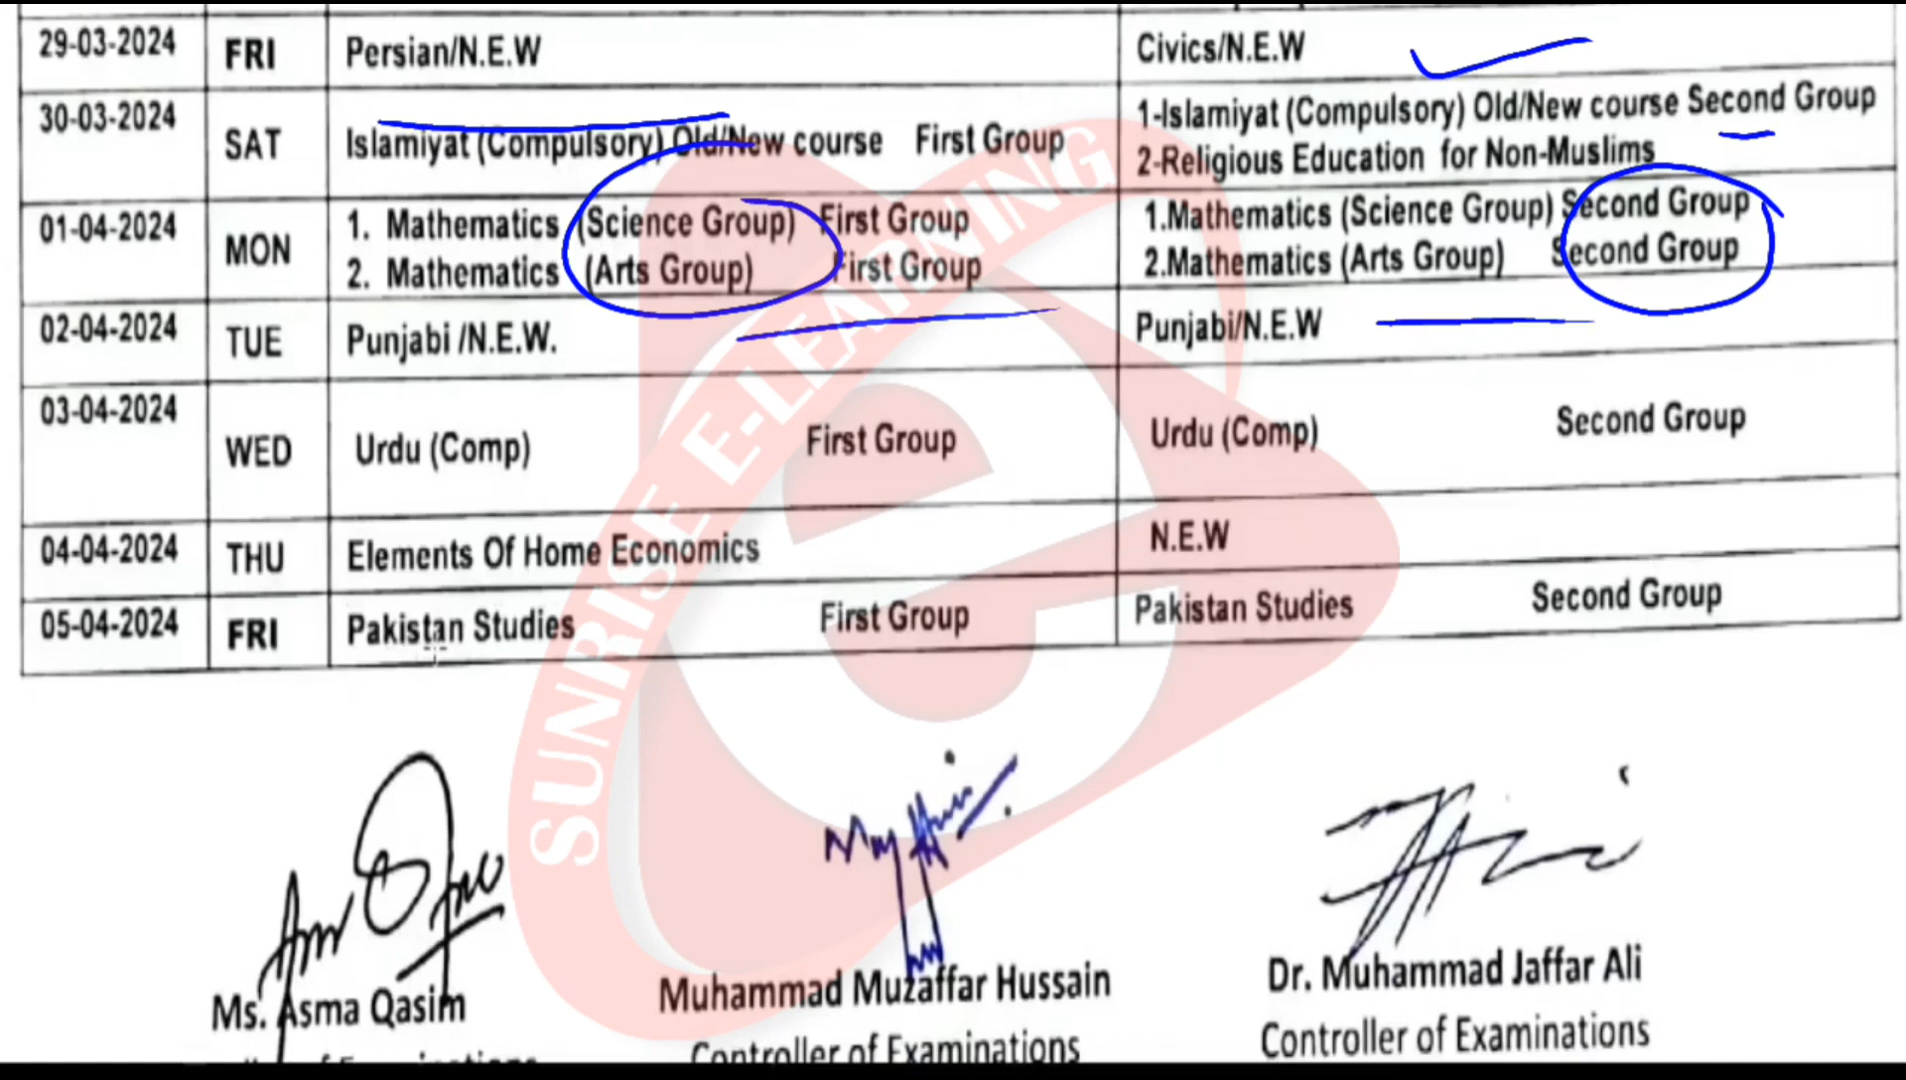 29-03-2024 FRI Persian/N.E.W Civics/N.E.W
30-03-2024 SAT Islamiyat (Compulsory) Old/New course First Group 1-Islamiyat (Compulsory) Old/New course Second Group
2-Religious Education for Non-Muslims
01-04-2024 MON 1. Mathematics (Science Group) First Group 1.Mathematics (Science Group) Second Group
2. Mathematics (Arts Group) First Group 2.Mathematics (Arts Group) Second Group
02-04-2024 TUE Punjabi /N.E.W. Punjabi/N.E.W
03-04-2024 WED Urdu (Comp) First Group Urdu (Comp) Second Group
04-04-2024 THU Elements Of Home Economics N.E.W
05-04-2024 FRI Pakistan Studies First Group Pakistan Studies Second Group
SUNRISE E-LEARNING
Ms. Asma Qasim Muhammad Muzaffar Hussain Dr. Muhammad Jaffar Ali
Controller of Examinations Controller of Examinations